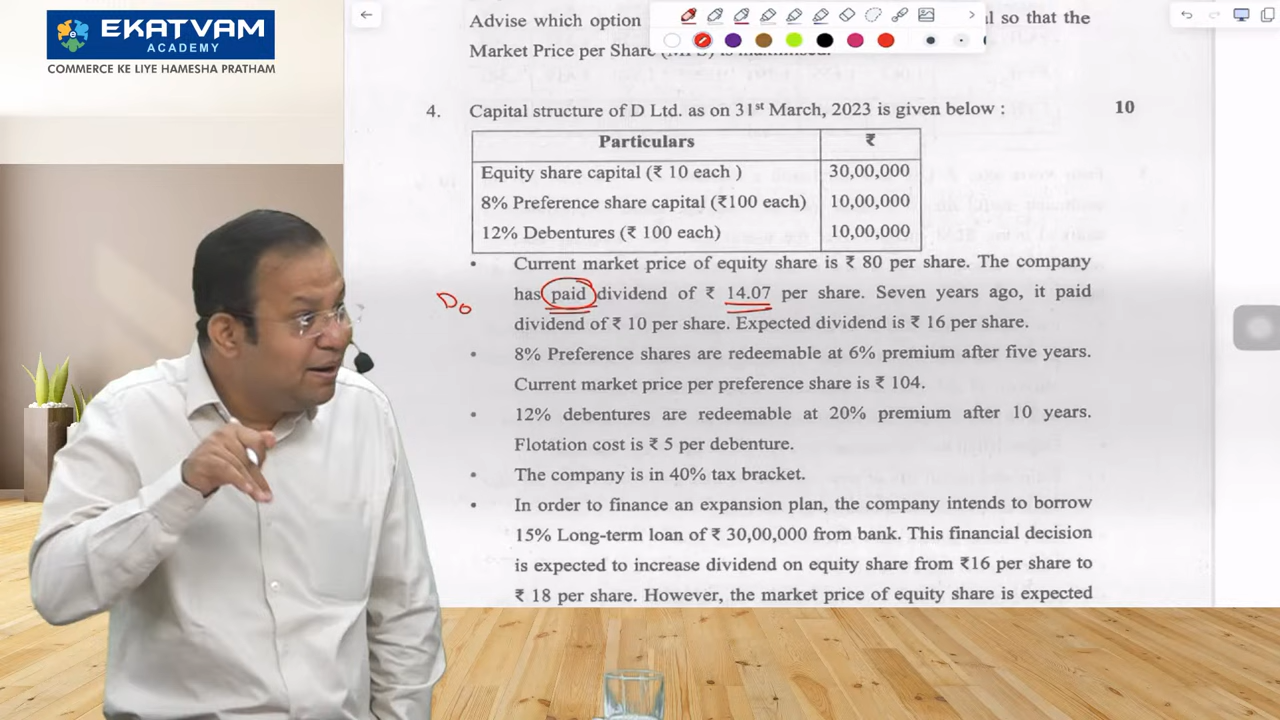 EKATVAM
ACADEMY
COMMERCE KE LIYE HAMESHA PRATHAM
Advise which option
al so that the
Market Price per Share (MPS) is maximised.
4. Capital structure of D Ltd. as on 31st March, 2023 is given below : 10
Particulars ₹
Equity share capital (₹ 10 each ) 30,00,000
8% Preference share capital (₹100 each) 10,00,000
12% Debentures (₹ 100 each) 10,00,000
• Current market price of equity share is ₹ 80 per share. The company
D0 has paid dividend of ₹ 14.07 per share. Seven years ago, it paid
dividend of ₹ 10 per share. Expected dividend is ₹ 16 per share.
• 8% Preference shares are redeemable at 6% premium after five years.
Current market price per preference share is ₹ 104.
• 12% debentures are redeemable at 20% premium after 10 years.
Flotation cost is ₹ 5 per debenture.
• The company is in 40% tax bracket.
• In order to finance an expansion plan, the company intends to borrow
15% Long-term loan of ₹ 30,00,000 from bank. This financial decision
is expected to increase dividend on equity share from ₹16 per share to
₹ 18 per share. However, the market price of equity share is expected